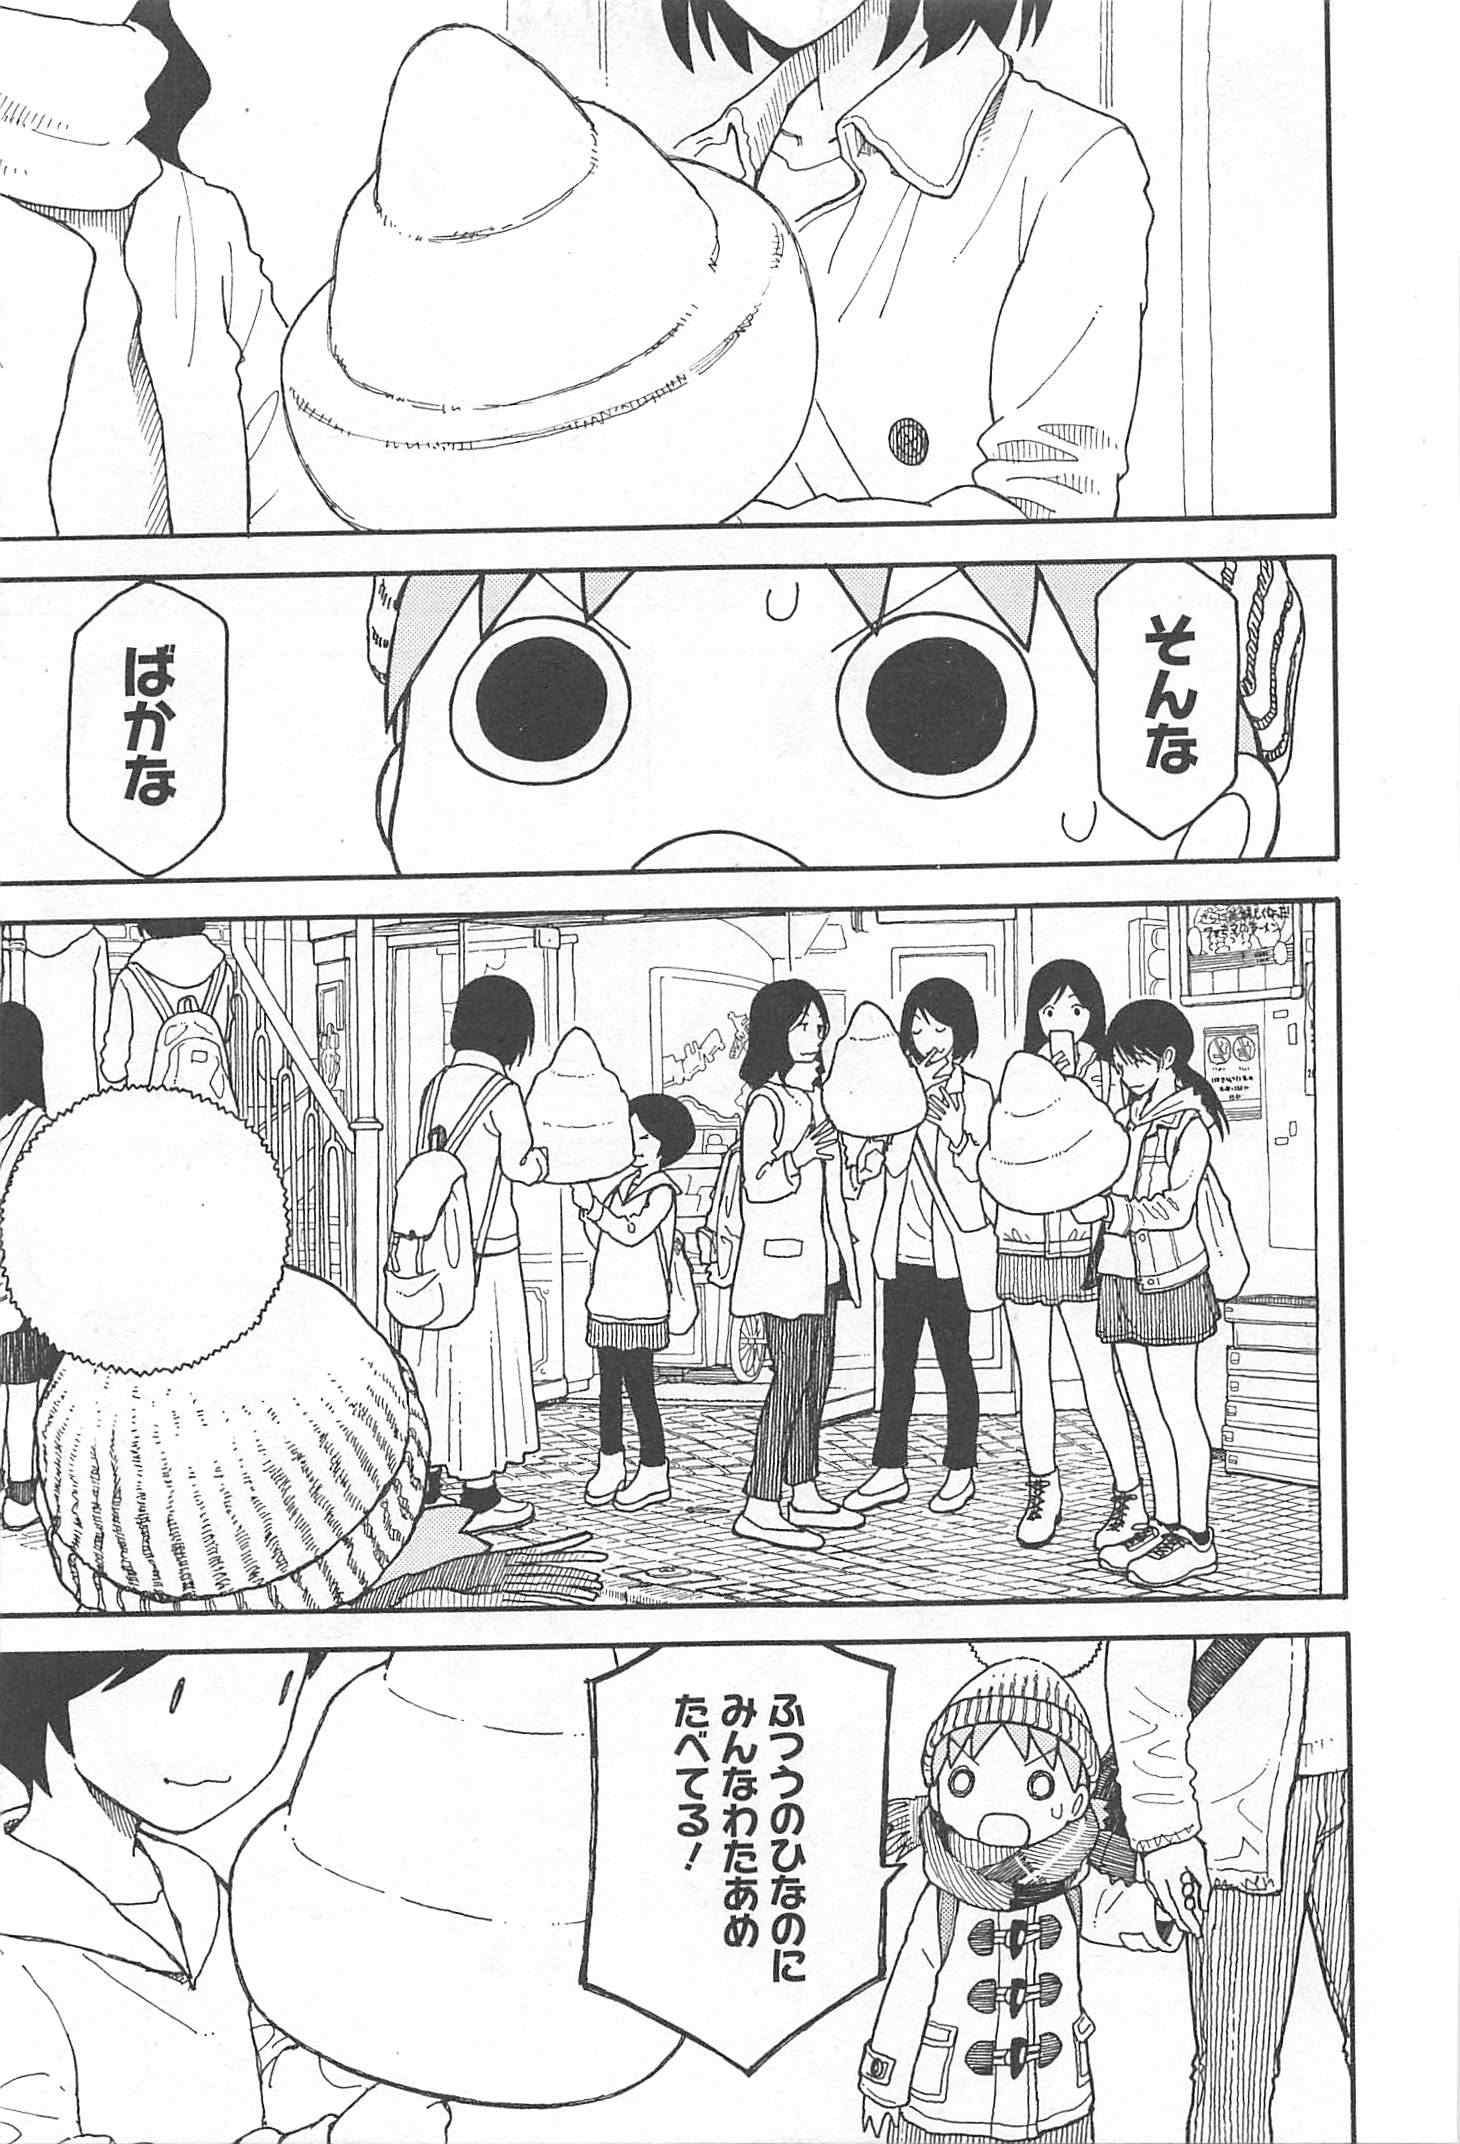 そんな
ばかな
ふつうのひなのに
みんなわたあめ
たべてる！